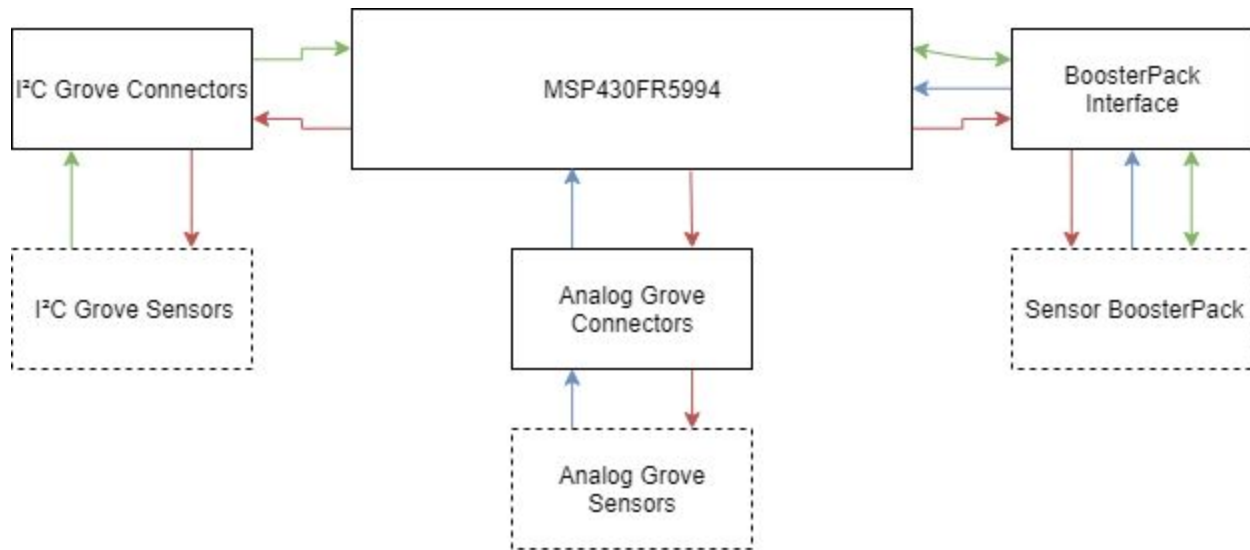 I²C Grove Connectors
MSP430FR5994
BoosterPack
Interface
I²C Grove Sensors
Analog Grove
Connectors
Sensor BoosterPack
Analog Grove
Sensors